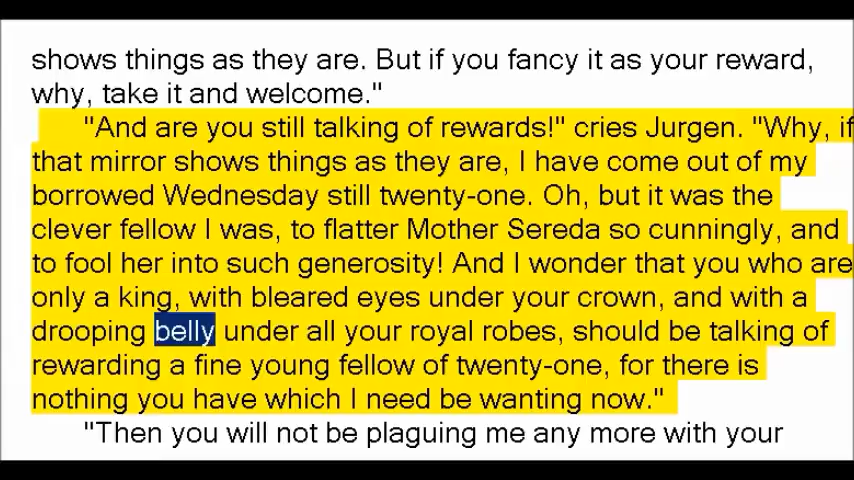 shows things as they are. But if you fancy it as your reward,
why, take it and welcome."
"And are you still talking of rewards!" cries Jurgen. "Why, if
that mirror shows things as they are, I have come out of my
borrowed Wednesday still twenty-one. Oh, but it was the
clever fellow I was, to flatter Mother Sereda so cunningly, and
to fool her into such generosity! And I wonder that you who are
only a king, with bleared eyes under your crown, and with a
drooping belly under all your royal robes, should be talking of
rewarding a fine young fellow of twenty-one, for there is
nothing you have which I need be wanting now."
"Then you will not be plaguing me any more with your